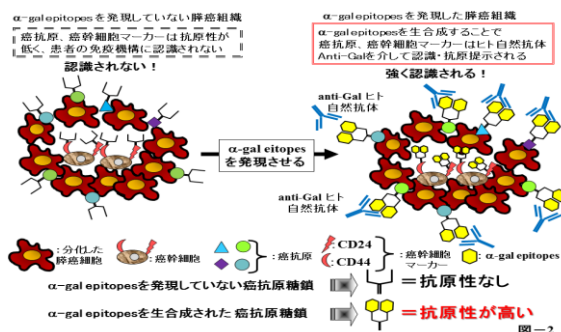 α-gal epitopesを発現していない膵癌組織
癌抗原、癌幹細胞マーカーは抗原性が
低く、患者の免疫機構に認識されない
認識されない！
α-gal epitopesを発現した膵癌組織
α-gal epitopesを生合成することで
癌抗原、癌幹細胞マーカーはヒト自然抗体
Anti-Galを介して認識・抗原提示される
強く認識される！
anti-Gal ヒト
自然抗体
α-gal eitopes
を発現させる
anti-Gal ヒト
自然抗体
:分化した
膵癌細胞
:癌幹細胞
:癌抗原
:CD24
:CD44
:癌幹細胞
マーカー
: α-gal epitopes
α-gal epitopesを発現していない癌抗原糖鎖
＝抗原性なし
α-gal epitopesを生合成された 癌抗原糖鎖
＝抗原性が高い
図－2